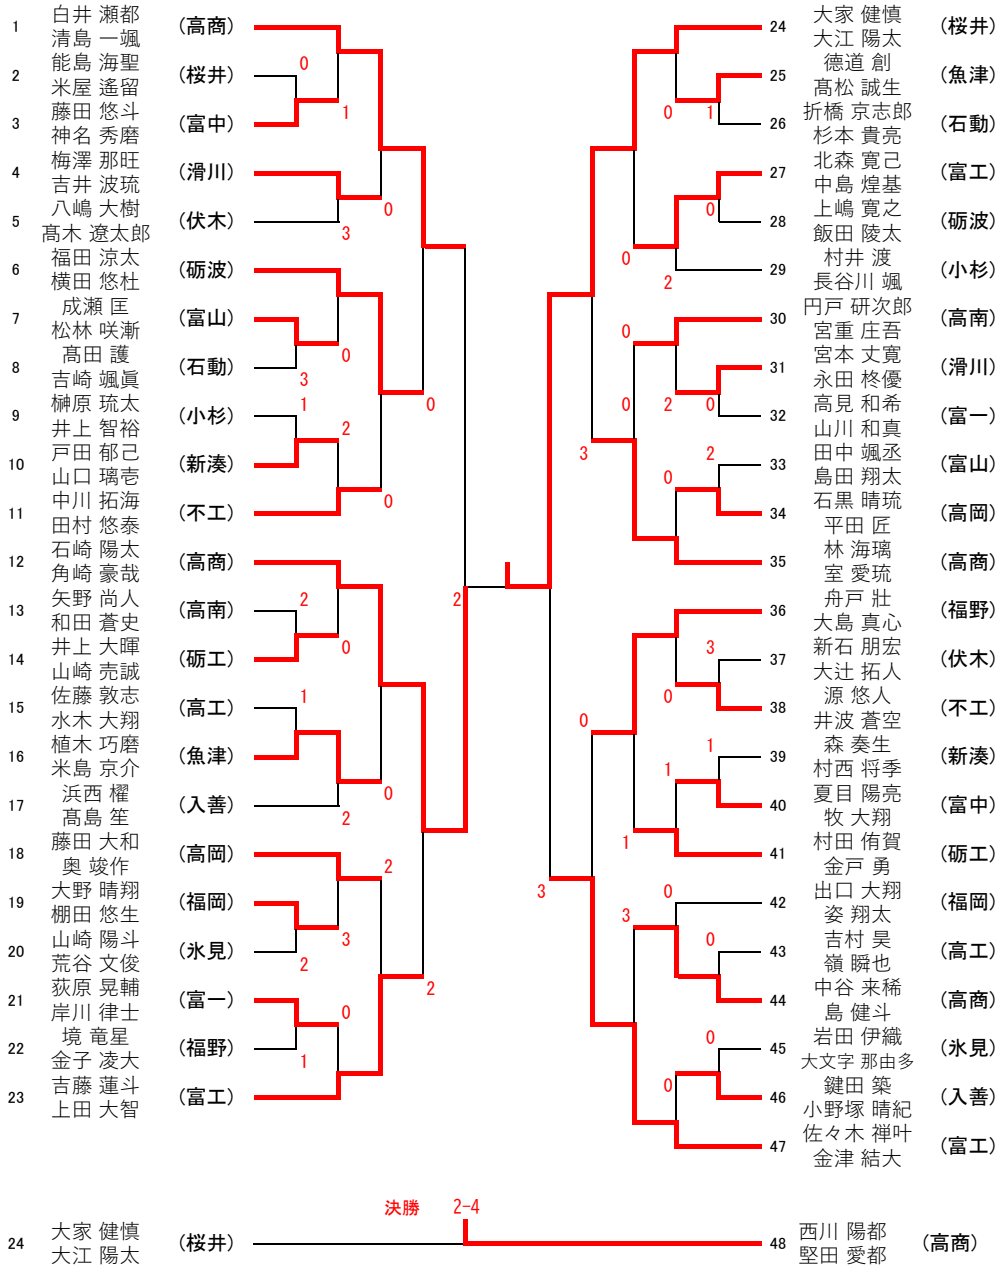 1 白井 瀬都 (高商)
清島 一颯
2 能島 海聖 (桜井)
米屋 遙留
3 藤田 悠斗 (富中)
神名 秀磨
4 梅澤 那旺 (滑川)
吉井 波琉
5 八嶋 大樹 (伏木)
髙木 遼太郎
6 福田 涼太 (砺波)
横田 悠杜
7 成瀬 匡 (富山)
松林 咲漸
8 髙田 護 (石動)
吉崎 颯眞
9 榊原 琉太 (小杉)
井上 智裕
10 戸田 郁己 (新湊)
山口 璃壱
11 中川 拓海 (不工)
田村 悠泰
12 石崎 陽太 (高商)
角崎 豪哉
13 矢野 尚人 (高南)
和田 蒼史
14 井上 大暉 (砺工)
山崎 売誠
15 佐藤 敦志 (高工)
水木 大翔
16 植木 巧磨 (魚津)
米島 京介
17 浜西 櫂 (入善)
髙島 笙
18 藤田 大和 (高岡)
奥 竣作
19 大野 晴翔 (福岡)
棚田 悠生
20 山崎 陽斗 (氷見)
荒谷 文俊
21 荻原 晃輔 (富一)
岸川 律士
22 境 竜星 (福野)
金子 凌大
23 吉藤 蓮斗 (富工)
上田 大智
0
1
0
3
0
3
1
2
0
0
2
0
1
0
2
2
3
2
0
1
2
2
24 大家 健慎 (桜井)
大江 陽太
25 德道 創 (魚津)
髙松 誠生
26 折橋 京志郎 (石動)
杉本 貴亮
27 北森 寛己 (富工)
中島 煌基
28 上嶋 寛之 (砺波)
飯田 陵太
29 村井 渡 (小杉)
長谷川 颯
30 円戸 研次郎 (高南)
宮重 庄吾
31 宮本 丈寛 (滑川)
永田 柊優
32 高見 和希 (富一)
山川 和真
33 田中 颯丞 (富山)
島田 翔太
34 石黒 晴琉 (高岡)
平田 匠
35 林 海璃 (高商)
室 愛琉
36 舟戸 壯 (福野)
大島 真心
37 新石 朋宏 (伏木)
大辻 拓人
38 源 悠人 (不工)
井波 蒼空
39 森 奏生 (新湊)
村西 将季
40 夏目 陽亮 (富中)
牧 大翔
41 村田 侑賀 (砺工)
金戸 勇
42 出口 大翔 (福岡)
姿 翔太
43 吉村 昊 (高工)
嶺 瞬也
44 中谷 来稀 (高商)
島 健斗
45 岩田 伊織 (氷見)
大文字 那由多
46 鍵田 築 (入善)
小野塚 晴紀
47 佐々木 禅叶 (富工)
金津 結大
0
1
0
0
2
0
0
2
0
3
2
0
3
0
0
1
1
1
3
0
3
0
0
0
決勝 2-4
24 大家 健慎 (桜井)
大江 陽太
48 西川 陽都 (高商)
堅田 愛都